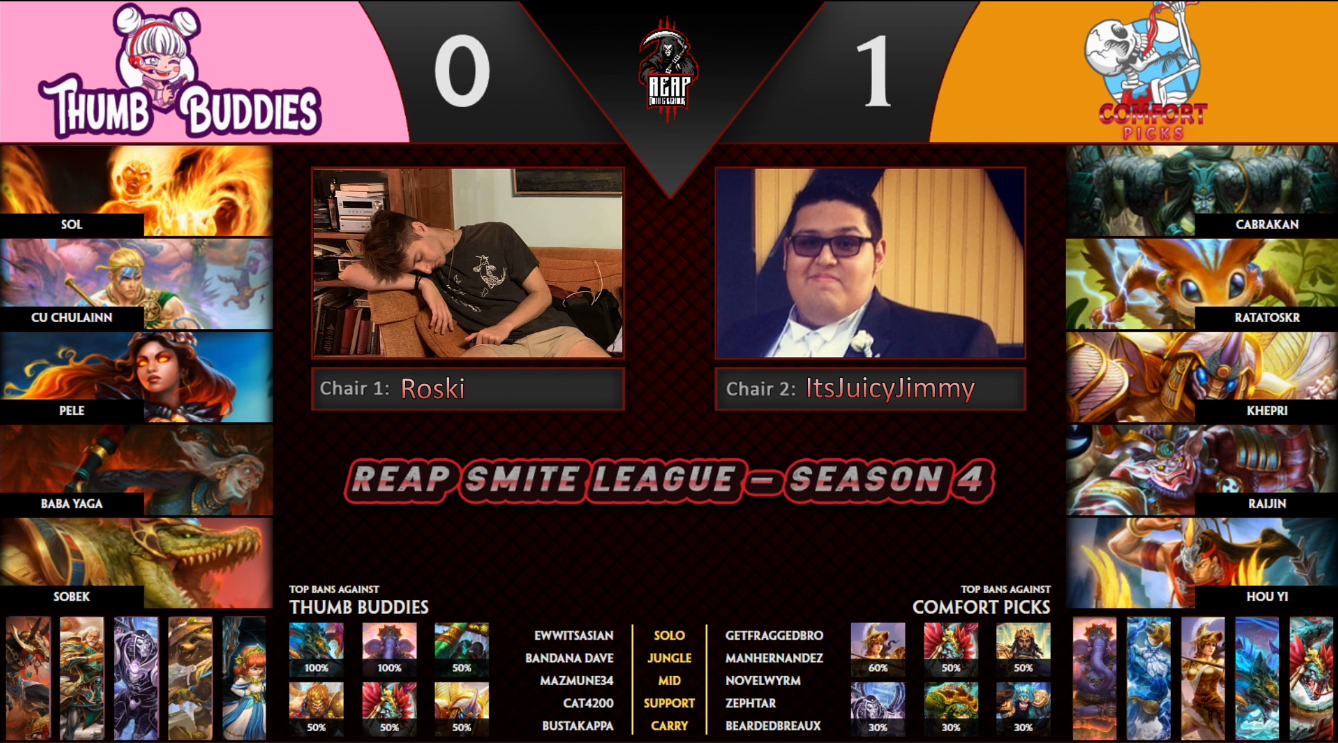 THUMB BUDDIES
0
REAP
1
COMFORT
PICKS
SOL
CU CHULAINN
PELE
BABA YAGA
SOBEK
Chair 1: Roski
Chair 2: ItsJuicyJimmy
CABRAKAN
RATATOSKR
KHEPRI
RAIJIN
HOU YI
REAP SMITE LEAGUE – SEASON 4
TOP BANS AGAINST
THUMB BUDDIES
100% 100% 50%
50% 50% 50%
EWWITSASIAN SOLO GETFRAGGEDBRO
BANDANA DAVE JUNGLE MANHERNANDEZ
MAZMUNE34 MID NOVELWYRM
CAT4200 SUPPORT ZEPHTAR
BUSTAKAPPA CARRY BEARDEDBREAUX
TOP BANS AGAINST
COMFORT PICKS
60% 50% 50%
30% 30% 30%